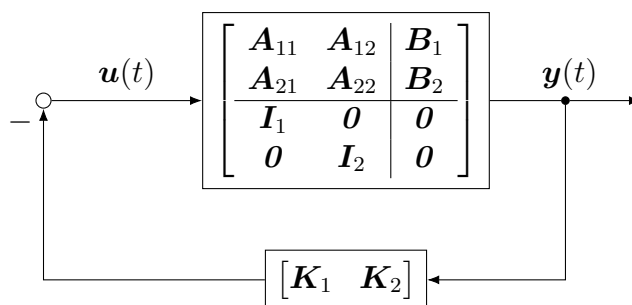 u(t)
A₁₁ A₁₂ B₁
A₂₁ A₂₂ B₂
I₁ 0 0
0 I₂ 0
y(t)
−
[K₁ K₂]